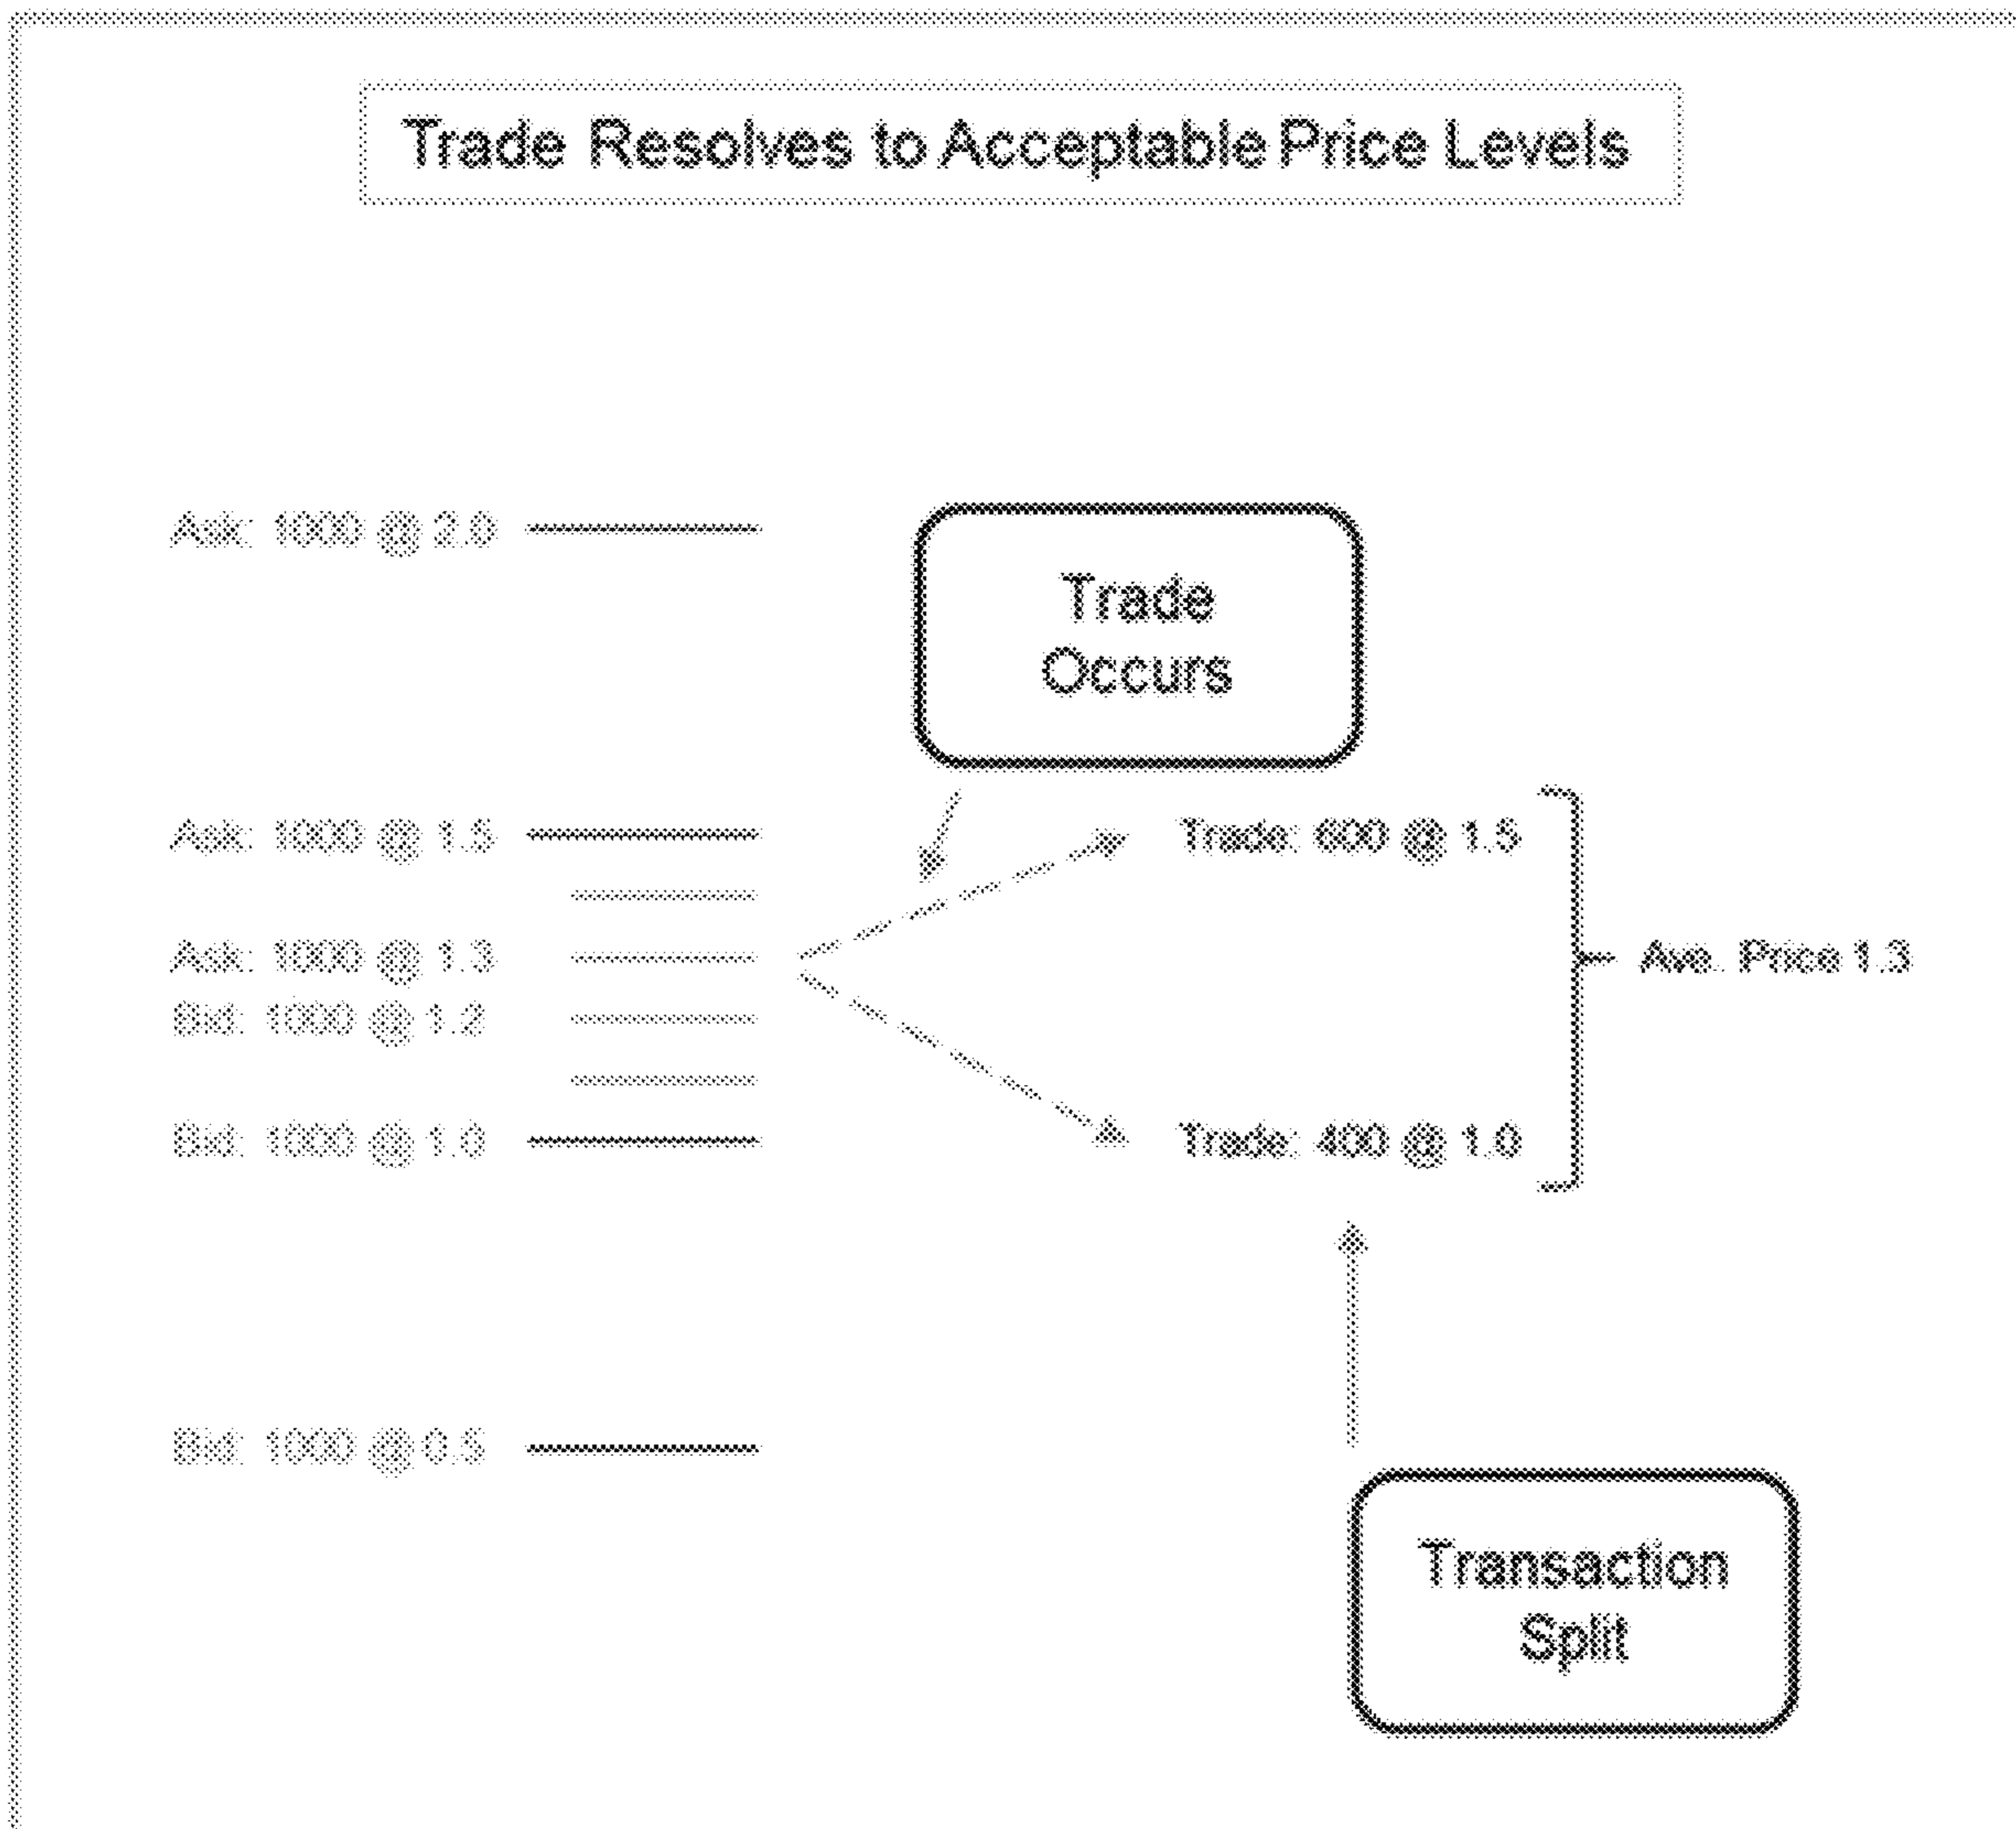 Trade Resolves to Acceptable Price Levels
Ask: 1000 @ 2.0
Trade
Occurs
Ask: 1000 @ 1.5
Trade: 600 @ 1.5
Ask: 1000 @ 1.3
Ave. Price 1.3
Bid: 1000 @ 1.2
Bid: 1000 @ 1.0
Trade: 400 @ 1.0
Bid: 1000 @ 0.5
Transaction
Split